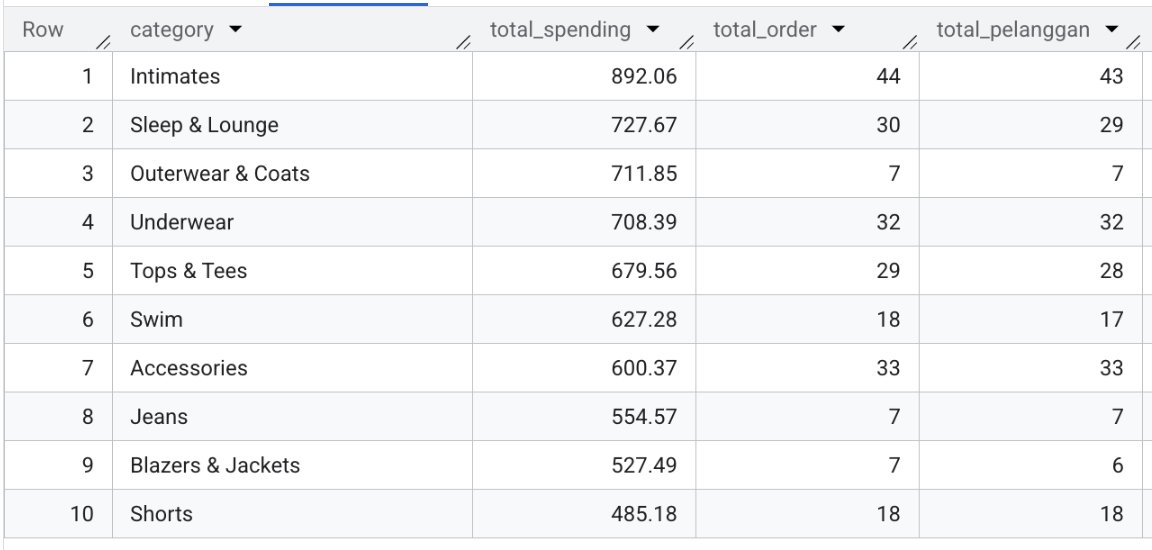 Row category total_spending total_order total_pelanggan
1 Intimates 892.06 44 43
2 Sleep & Lounge 727.67 30 29
3 Outerwear & Coats 711.85 7 7
4 Underwear 708.39 32 32
5 Tops & Tees 679.56 29 28
6 Swim 627.28 18 17
7 Accessories 600.37 33 33
8 Jeans 554.57 7 7
9 Blazers & Jackets 527.49 7 6
10 Shorts 485.18 18 18